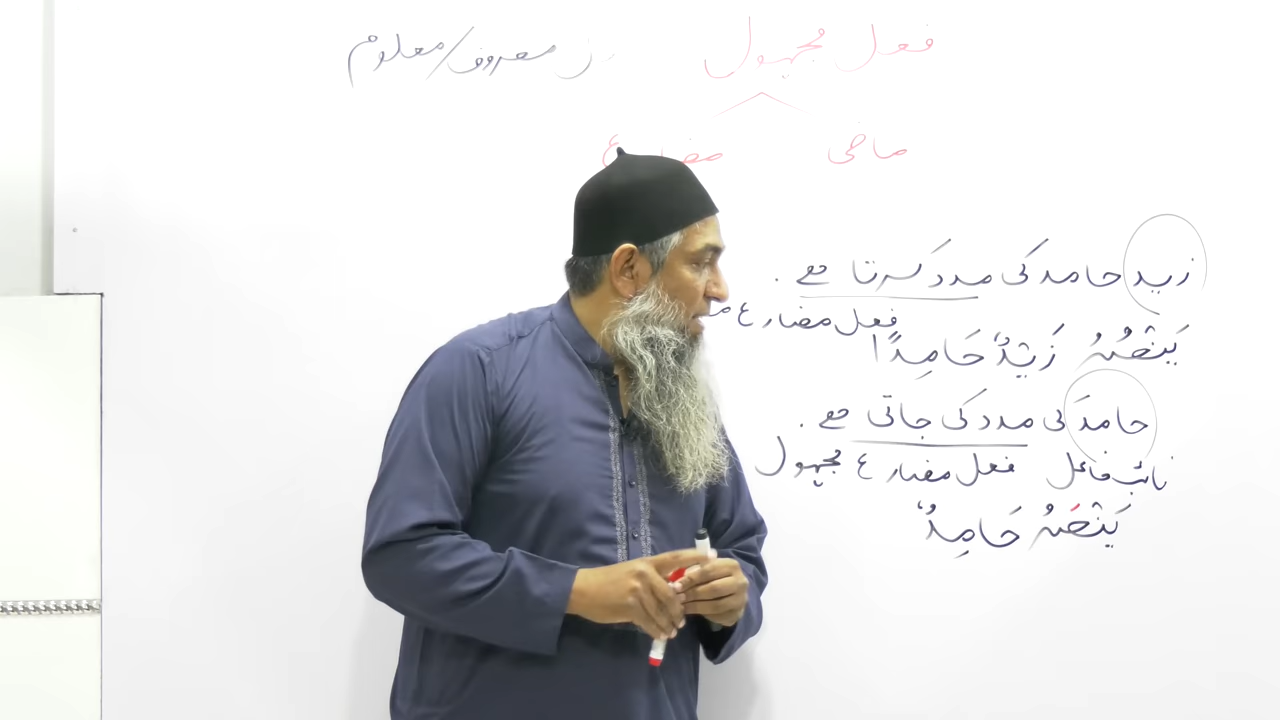 فعل مجہول معروف/معلوم
ماضی مضارع
زید حامد کی مدد کرتا ہے۔
فعل مضارع
يَنْصُرُ زَيْدٌ حَامِدًا
حامد کی مدد کی جاتی ہے۔
نائب فاعل فعل مضارع مجہول
يَنْصَرُ حَامِدٌ